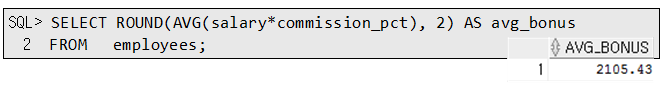 SQL> SELECT ROUND(AVG(salary*commission_pct), 2) AS avg_bonus
2 FROM employees;
AVG_BONUS
1 2105.43